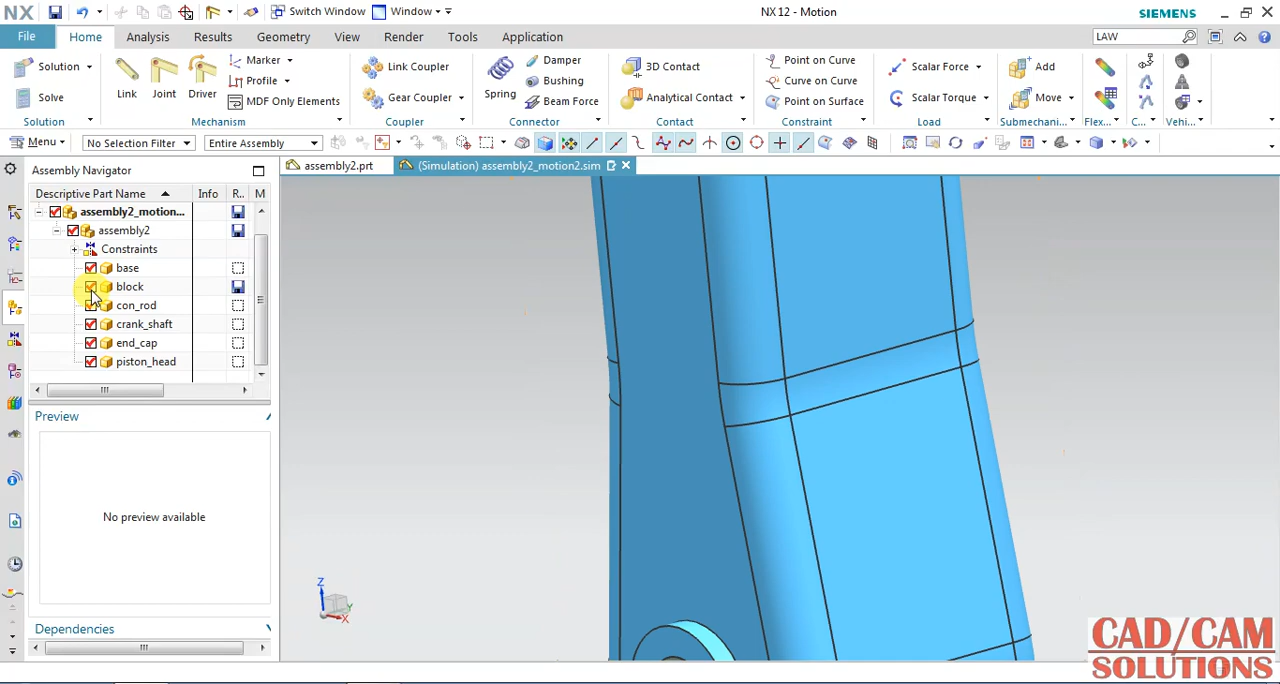 NX
Switch Window
Window
NX 12 - Motion
SIEMENS
File
Home
Analysis
Results
Curve
Geometry
View
Render
Tools
Application
LAW
Solution
Solve
Solution
Link
Joint
Driver
Marker
Profile
MDF Only Elements
Mechanism
Link Coupler
GearCoupler
Coupler
Spring
Damper
Bushing
Beam Force
Connector
3D Contact
Analytical Contact
Contact
Point on Curve
Curve on Curve
Point on Surface
Constraint
Scalar Force
Scalar Torque
Load
Add
Move
Submechani...
Flex...
C...
Vehi...
Menu
No Selection Filter
Entire Assembly
Assembly Navigator
assembly2.prt
(Simulation) assembly2_motion2.sim
Descriptive Part Name
Info
R..
M
assembly2_motion...
assembly2
Constraints
base
block
con_rod
crank_shaft
end_cap
piston_head
Preview
No preview available
Dependencies
Z
Y
X
CAD/CAM
SOLUTIONS